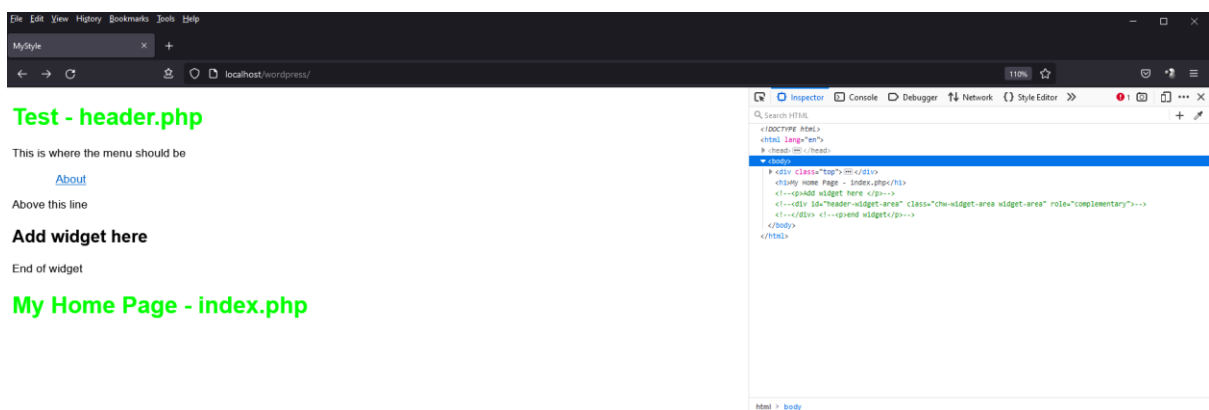 File Edit View History Bookmarks Tools Help
MyStyle
localhost/wordpress/
110%
Test - header.php
This is where the menu should be
About
Above this line
Add widget here
End of widget
My Home Page - index.php
Inspector Console Debugger Network {} Style Editor 1
Search HTML
<!DOCTYPE html>
<html lang="en">
<head> </head>
<body>
<div class="top"> </div>
<h1>My Home Page - index.php</h1>
<!--<p>Add widget here </p>-->
<!--<div id="header-widget-area" class="chw-widget-area widget-area" role="complementary">-->
<!--</div> <!--<p>end widget</p>-->
</body>
</html>
html > body